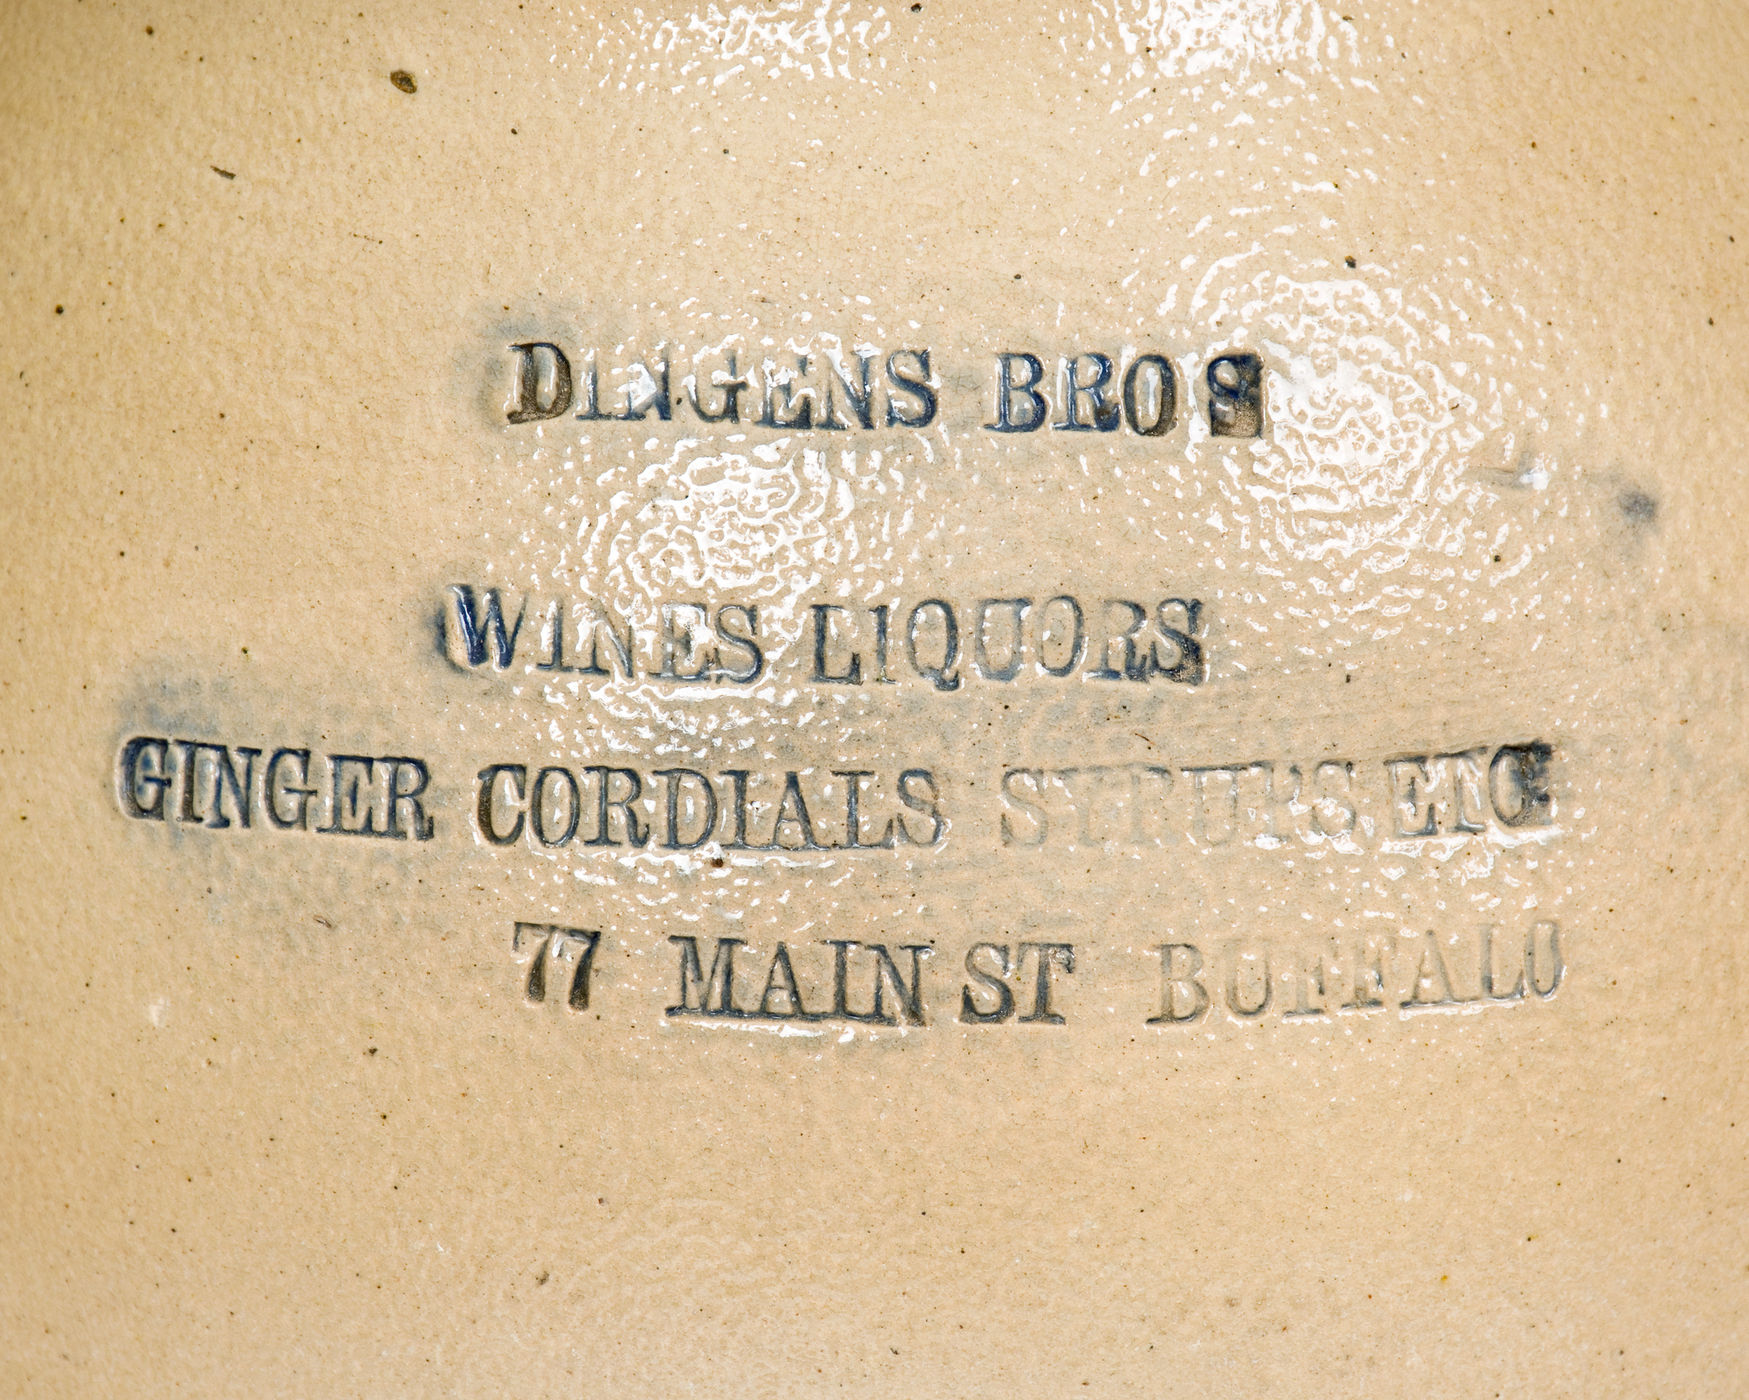 DINGENS BROS
WINES LIQUORS
GINGER CORDIALS SYRUPS ETC
77 MAIN ST BUFFALO